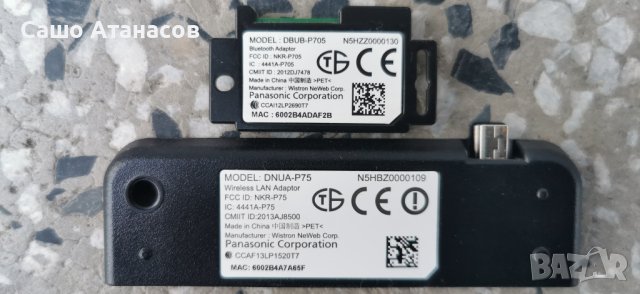 Сашо Атанасов
MODEL: DBUB-P705 N5HZZ0000130
Bluetooth Adaptor
FCC ID : NKR-P705
IC : 4441A-P705
CMIIT ID : 2012DJ7478
Made in China 中国制造 >PET<
Manufacturer : Wistron NeWeb Corp.
Panasonic Corporation
CCAI12LP2690T7
MAC : 6002B4ADAF2B
MODEL: DNUA-P75 N5HBZ0000109
Wireless LAN Adaptor
FCC ID: NKR-P75
IC: 4441A-P75
CMIIT ID:2013AJ8500
Made in China 中国制造 >PET<
Manufacturer : Wistron NeWeb Corp.
Panasonic Corporation
CCAF13LP1520T7
MAC: 6002B4A7A65F
bazar